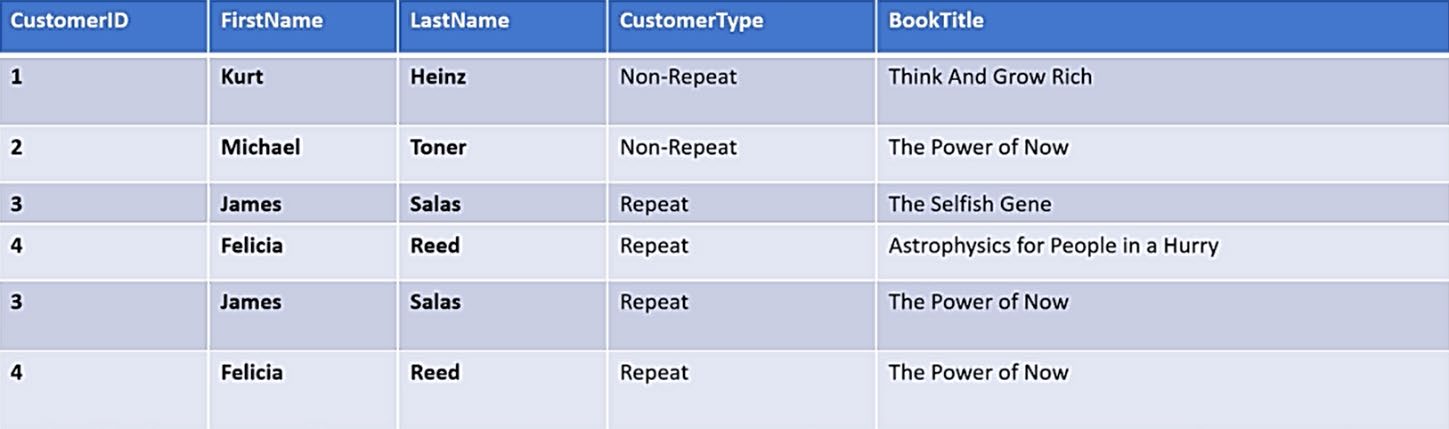 CustomerID FirstName LastName CustomerType BookTitle
1 Kurt Heinz Non-Repeat Think And Grow Rich
2 Michael Toner Non-Repeat The Power of Now
3 James Salas Repeat The Selfish Gene
4 Felicia Reed Repeat Astrophysics for People in a Hurry
3 James Salas Repeat The Power of Now
4 Felicia Reed Repeat The Power of Now